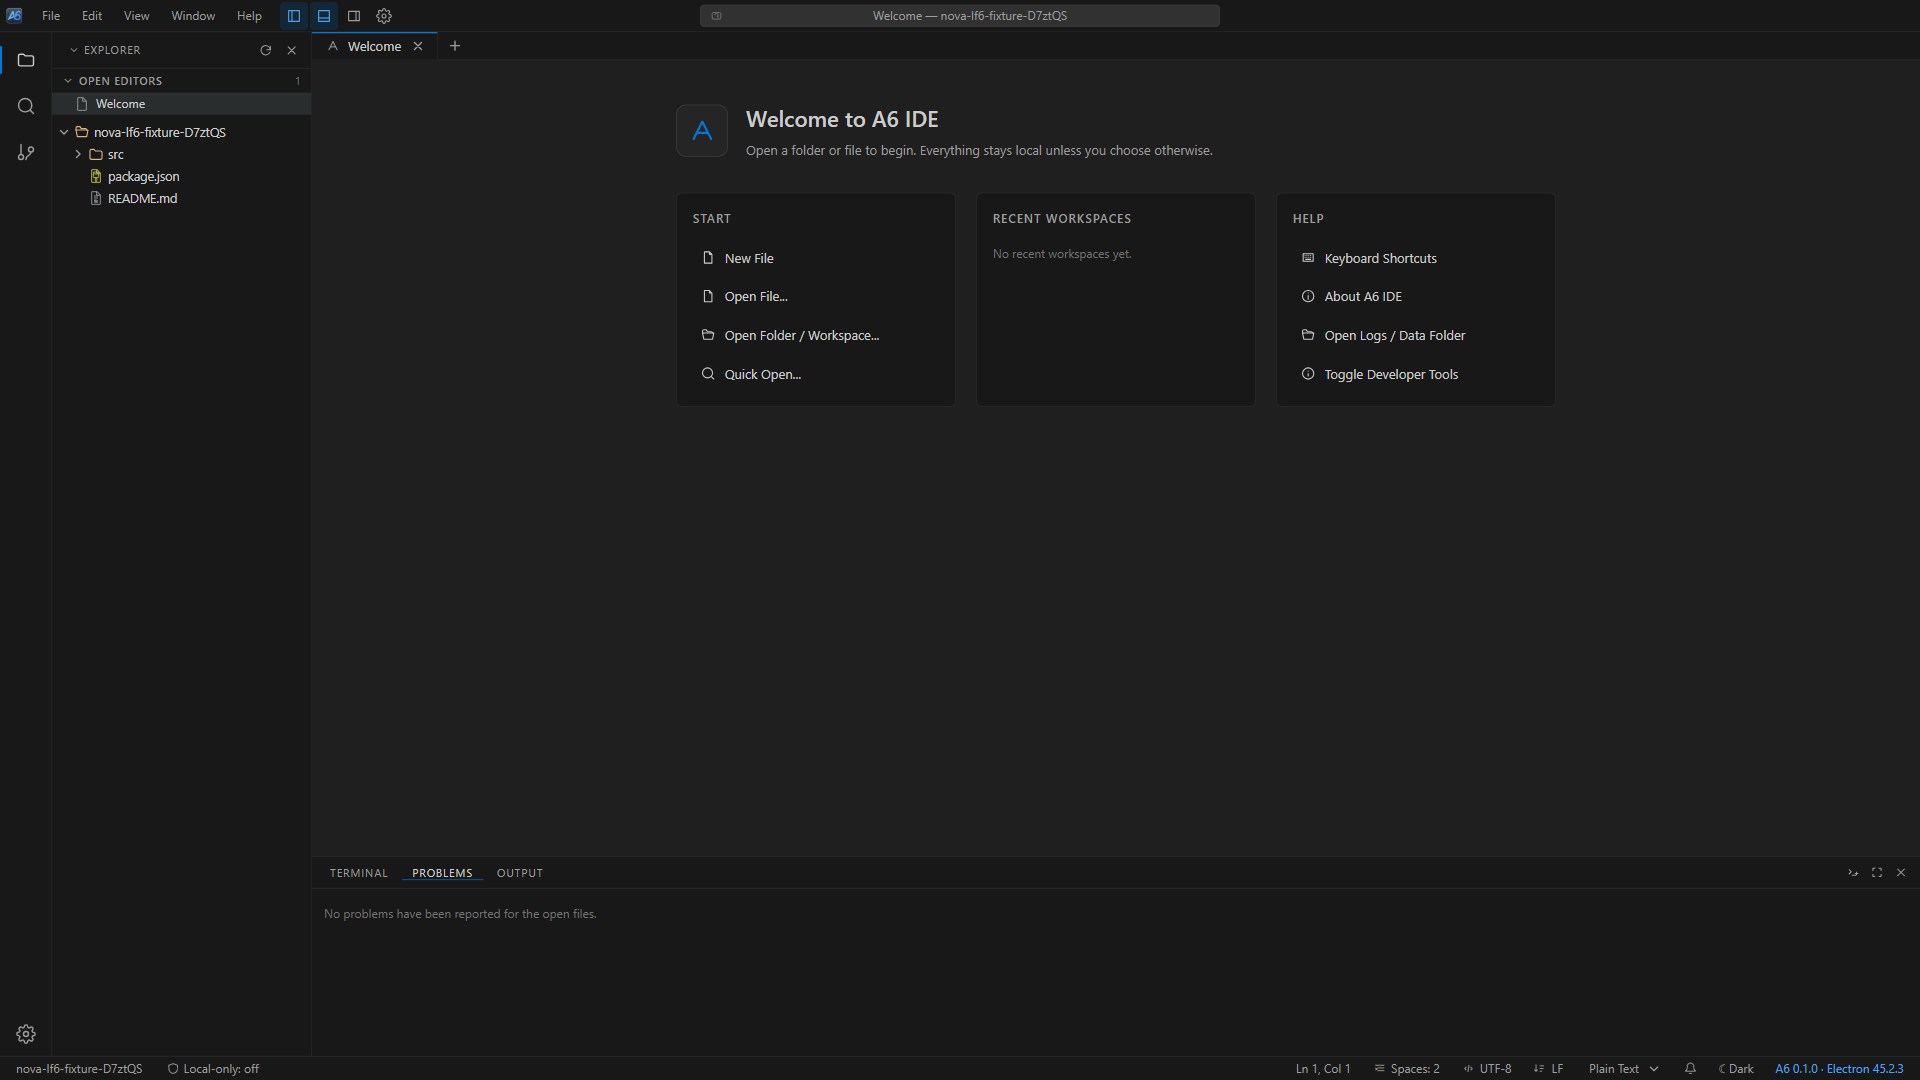 A6 File Edit View Window Help Welcome — nova-lf6-fixture-D7ztQS
EXPLORER
OPEN EDITORS 1
Welcome
nova-lf6-fixture-D7ztQS
src
package.json
README.md
A Welcome
A
Welcome to A6 IDE
Open a folder or file to begin. Everything stays local unless you choose otherwise.
START
New File
Open File...
Open Folder / Workspace...
Quick Open...
RECENT WORKSPACES
No recent workspaces yet.
HELP
Keyboard Shortcuts
About A6 IDE
Open Logs / Data Folder
Toggle Developer Tools
TERMINAL PROBLEMS OUTPUT
No problems have been reported for the open files.
nova-lf6-fixture-D7ztQS Local-only: off Ln 1, Col 1 Spaces: 2 UTF-8 LF Plain Text Dark A6 0.1.0 · Electron 45.2.3